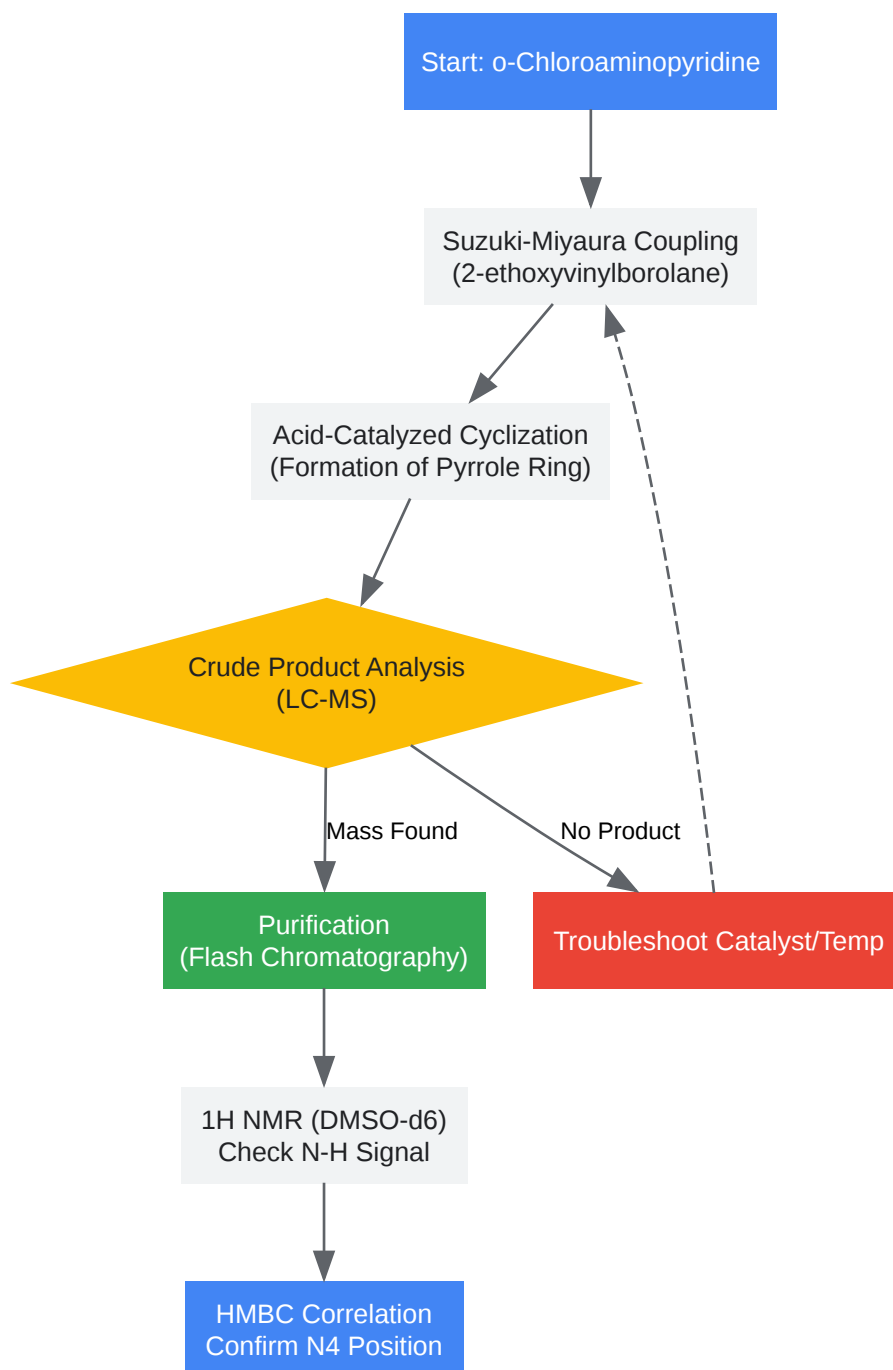 Start: o-Chloroaminopyridine
Suzuki-Miyaura Coupling
(2-ethoxyvinylborolane)
Acid-Catalyzed Cyclization
(Formation of Pyrrole Ring)
Crude Product Analysis
(LC-MS)
Mass Found
No Product
Purification
(Flash Chromatography)
Troubleshoot Catalyst/Temp
1H NMR (DMSO-d6)
Check N-H Signal
HMBC Correlation
Confirm N4 Position